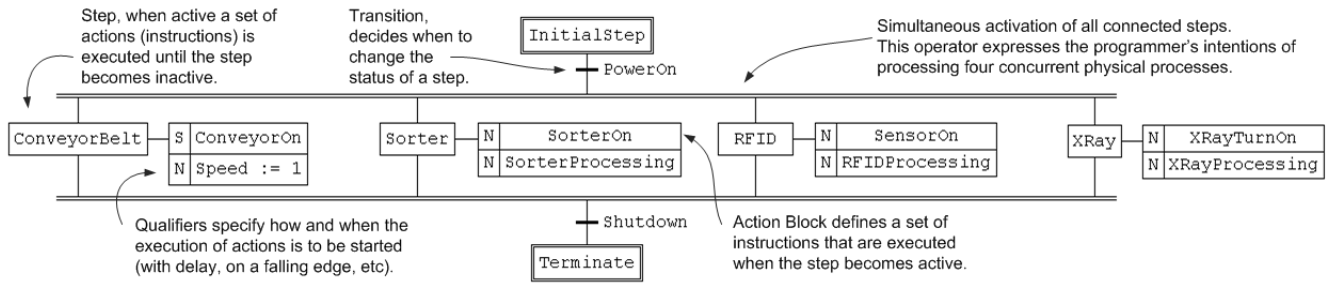 Step, when active a set of
actions (instructions) is
executed until the step
becomes inactive.
Transition,
decides when to
change the
status of a step.
InitialStep
PowerOn
Simultaneous activation of all connected steps.
This operator expresses the programmer's intentions of
processing four concurrent physical processes.
ConveyorBelt
S ConveyorOn
N Speed := 1
Sorter
N SorterOn
N SorterProcessing
RFID
N SensorOn
N RFIDProcessing
XRay
N XRayTurnOn
N XRayProcessing
Qualifiers specify how and when the
execution of actions is to be started
(with delay, on a falling edge, etc).
Shutdown
Terminate
Action Block defines a set of
instructions that are executed
when the step becomes active.